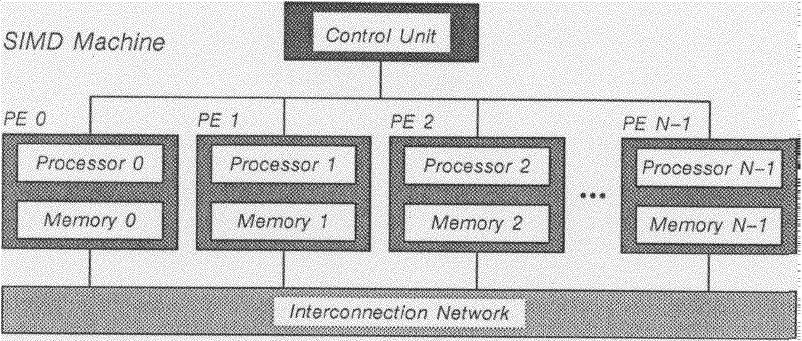 SIMD Machine
Control Unit
PE 0
PE 1
PE 2
PE N–1
Processor 0
Processor 1
Processor 2
Processor N–1
...
Memory 0
Memory 1
Memory 2
Memory N–1
Interconnection Network